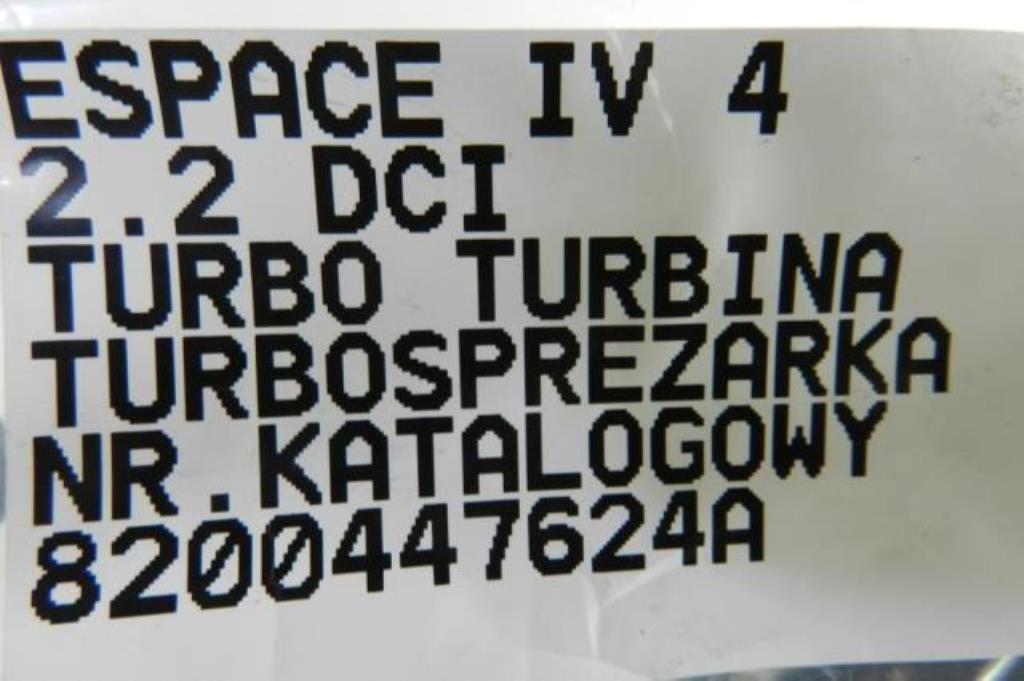 ESPACE IV 4
2.2 DCI
TURBO TURBINA
TURBOSPREZARKA
NR.KATALOGOWY
8200447624A